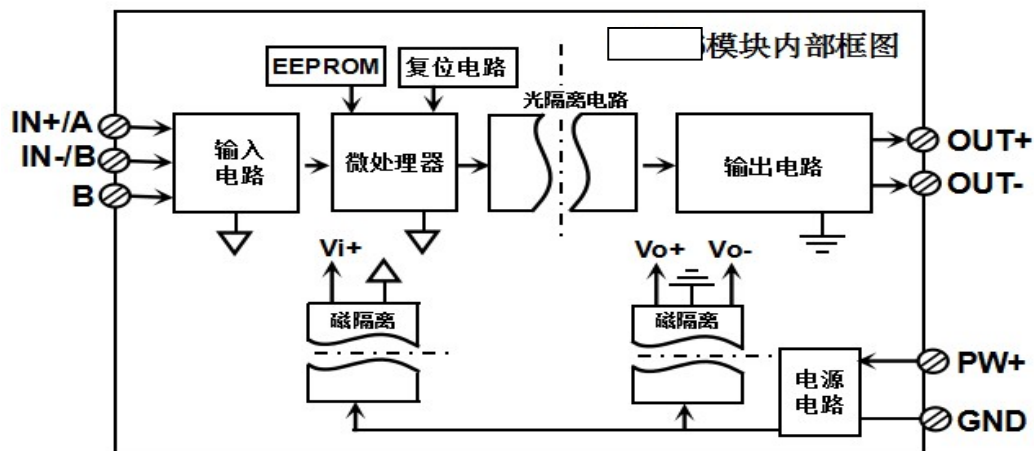 模块内部框图
EEPROM
复位电路
光隔离电路
IN+/A
IN-/B
B
输入
电路
微处理器
输出电路
OUT+
OUT-
Vi+
Vo+
Vo-
磁隔离
磁隔离
电源
电路
PW+
GND